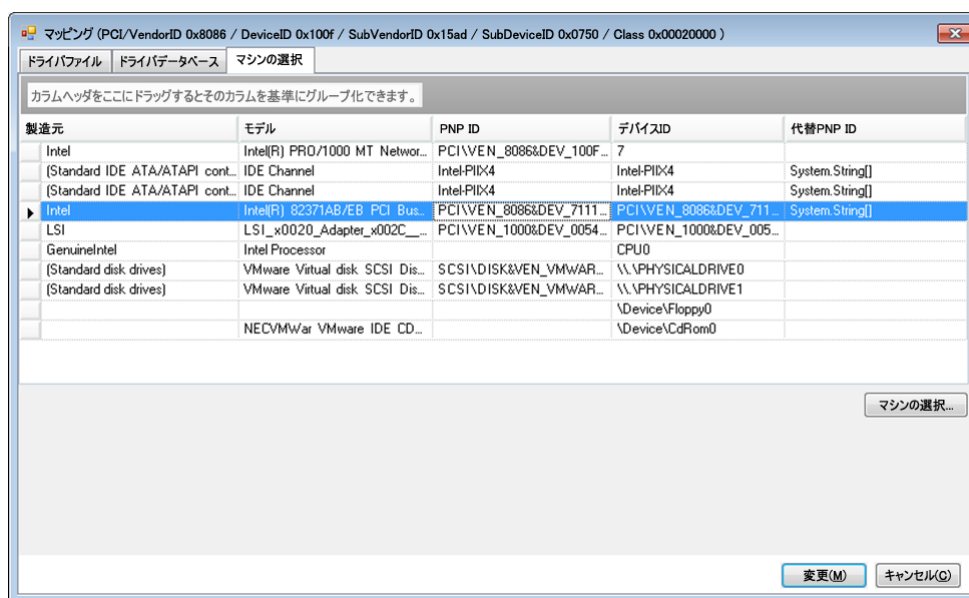 マッピング (PCI/VendorID 0x8086 / DeviceID 0x100f / SubVendorID 0x15ad / SubDeviceID 0x0750 / Class 0x00020000 )
ドライバファイル ドライバデータベース マシンの選択
カラムヘッダをここにドラッグするとそのカラムを基準にグループ化できます。
製造元 モデル PNP ID デバイスID 代替PNP ID
Intel Intel(R) PRO/1000 MT Networ... PCI\VEN_8086&DEV_100F... 7
(Standard IDE ATA/ATAPI cont... IDE Channel Intel-PIIX4 Intel-PIIX4 System.String[]
(Standard IDE ATA/ATAPI cont... IDE Channel Intel-PIIX4 Intel-PIIX4 System.String[]
Intel Intel(R) 82371AB/EB PCI Bus... PCI\VEN_8086&DEV_7111... PCI\VEN_8086&DEV_711... System.String[]
LSI LSI_x0020_Adapter_x002C__... PCI\VEN_1000&DEV_0054... PCI\VEN_1000&DEV_005...
GenuineIntel Intel Processor CPU0
(Standard disk drives) VMware Virtual disk SCSI Dis... SCSI\DISK&VEN_VMWAR... \\.\PHYSICALDRIVE0
(Standard disk drives) VMware Virtual disk SCSI Dis... SCSI\DISK&VEN_VMWAR... \\.\PHYSICALDRIVE1
\Device\Floppy0
NECVMWar VMware IDE CD... \Device\CdRom0
マシンの選択...
変更(M) キャンセル(C)